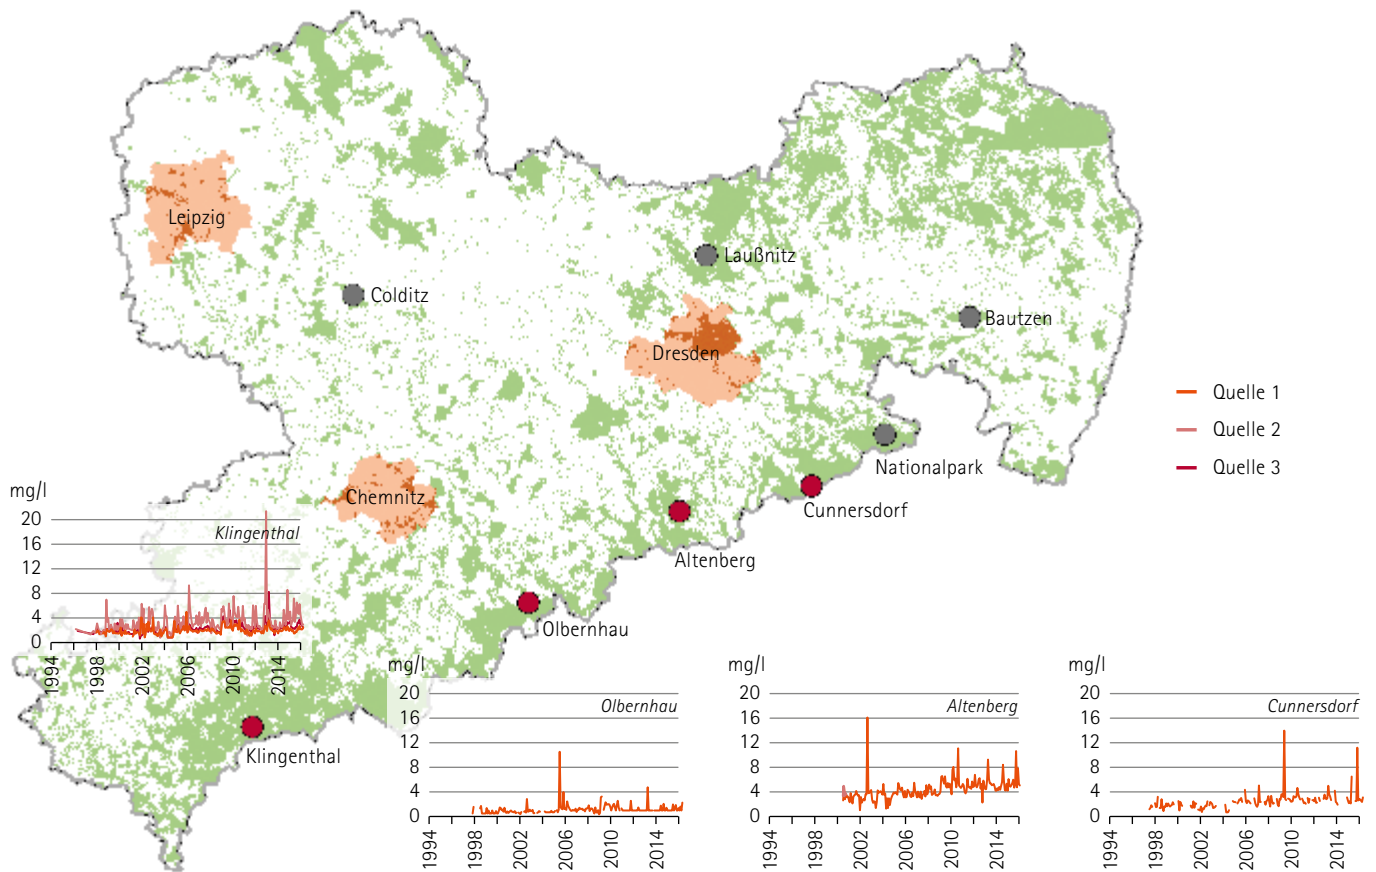 Leipzig
Laußnitz
Colditz
Bautzen
Dresden
Quelle 1
Quelle 2
Nationalpark
Quelle 3
Chemnitz
Cunnersdorf
Altenberg
Olbernhau
Klingenthal
mg/l
Klingenthal
20
16
12
8
4
0
1994
1998
2002
2006
2010
2014
mg/l
Olbernhau
20
16
12
8
4
0
1994
1998
2002
2006
2010
2014
mg/l
Altenberg
20
16
12
8
4
0
1994
1998
2002
2006
2010
2014
mg/l
Cunnersdorf
20
16
12
8
4
0
1994
1998
2002
2006
2010
2014